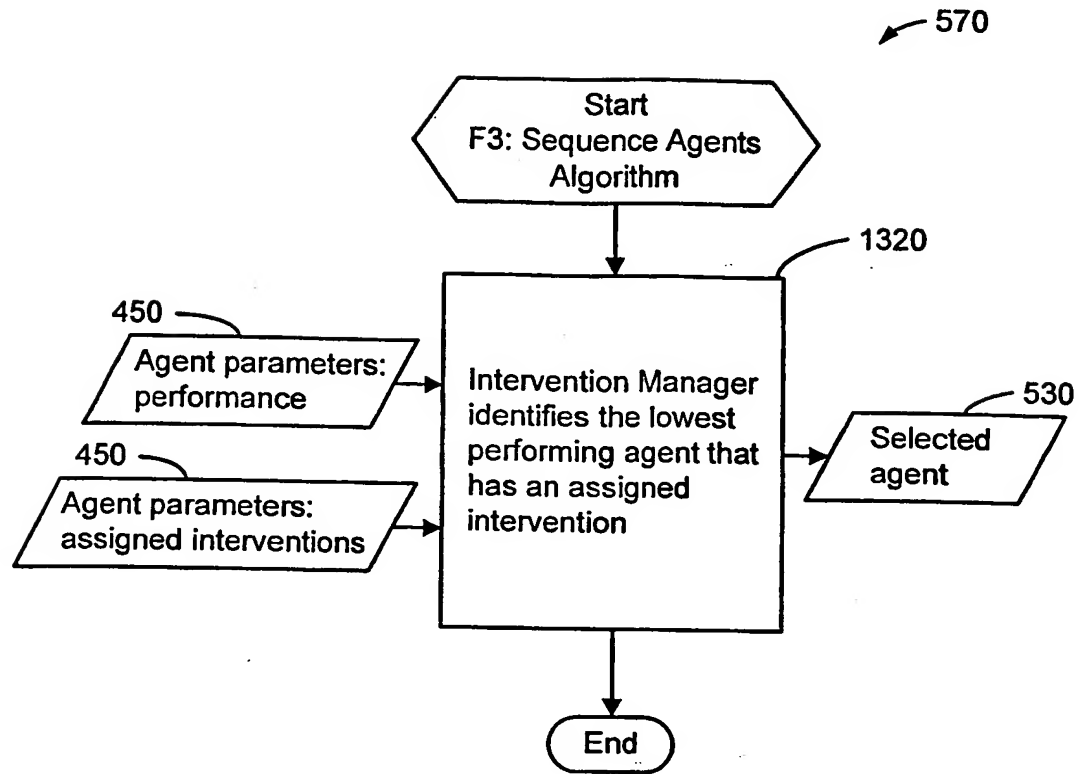 570
Start
F3: Sequence Agents
Algorithm
1320
450
Agent parameters:
performance
450
Agent parameters:
assigned interventions
Intervention Manager
identifies the lowest
performing agent that
has an assigned
intervention
530
Selected
agent
End